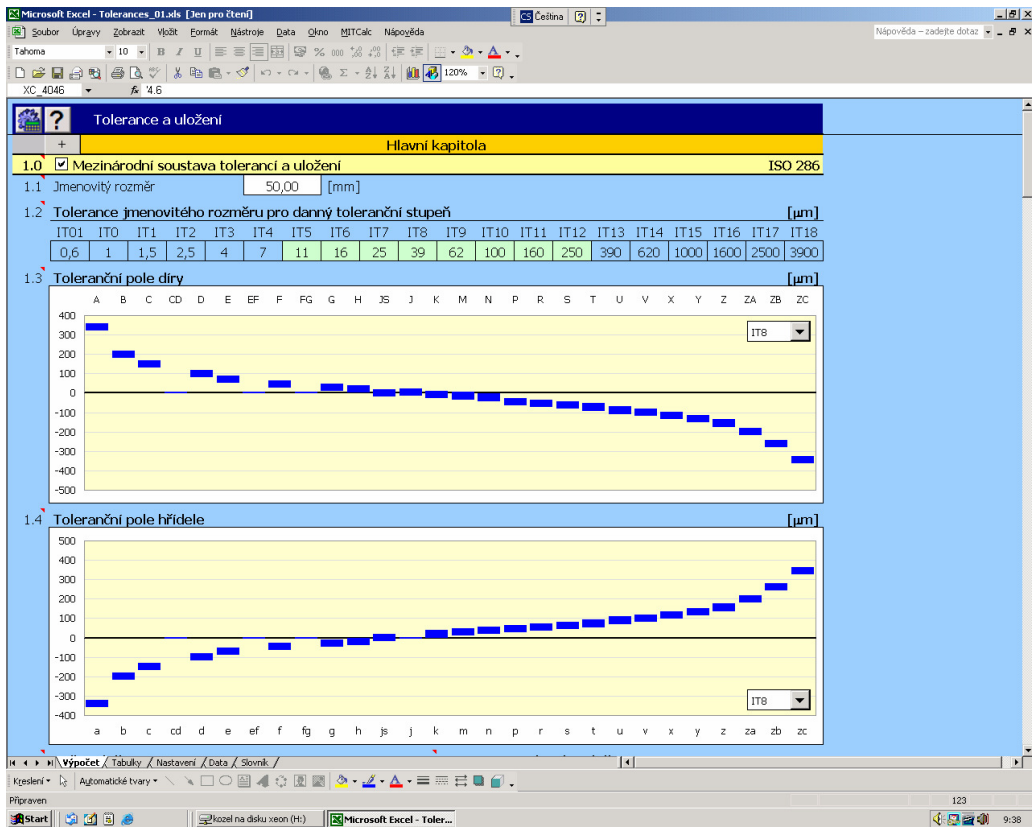 Microsoft Excel - Tolerances_01.xls [Jen pro čtení]
CS Čeština
Soubor Úpravy Zobrazit Vložit Formát Nástroje Data Okno MITCalc Nápověda
Nápověda – zadejte dotaz
Tahoma 10 B I U % 000
120%
XC_4046 fx '4.6
? Tolerance a uložení
+ Hlavní kapitola
1.0 Mezinárodní soustava tolerancí a uložení ISO 286
1.1 Jmenovitý rozměr 50,00 [mm]
1.2 Tolerance jmenovitého rozměru pro danný toleranční stupeň [μm]
IT01 IT0 IT1 IT2 IT3 IT4 IT5 IT6 IT7 IT8 IT9 IT10 IT11 IT12 IT13 IT14 IT15 IT16 IT17 IT18
0,6 1 1,5 2,5 4 7 11 16 25 39 62 100 160 250 390 620 1000 1600 2500 3900
1.3 Toleranční pole díry [μm]
A B C CD D E EF F FG G H JS J K M N P R S T U V X Y Z ZA ZB ZC
400
300
200
100
0
-100
-200
-300
-400
-500
IT8
1.4 Toleranční pole hřídele [μm]
500
400
300
200
100
0
-100
-200
-300
-400
IT8
a b c cd d e ef f fg g h js j k m n p r s t u v x y z za zb zc
Výpočet Tabulky Nastavení Data Slovník
Kreslení Automatické tvary
Připraven
123
Start kozel na disku xeon (H:) Microsoft Excel - Toler... 9:38